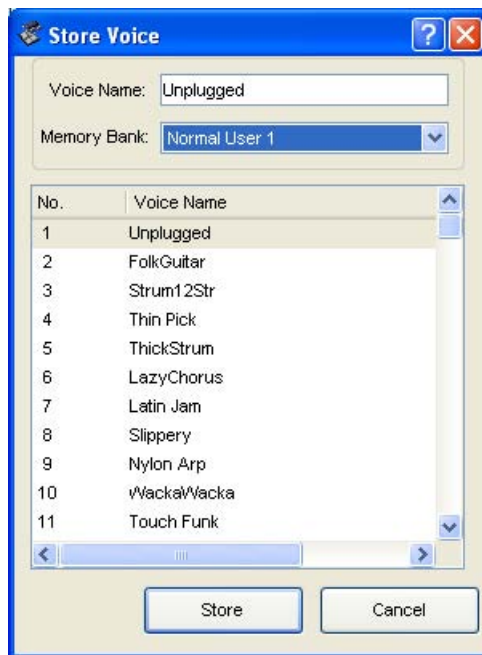 Store Voice
Voice Name: Unplugged
Memory Bank: Normal User 1
No. Voice Name
1 Unplugged
2 FolkGuitar
3 Strum12Str
4 Thin Pick
5 ThickStrum
6 LazyChorus
7 Latin Jam
8 Slippery
9 Nylon Arp
10 WackaWacka
11 Touch Funk
Store Cancel